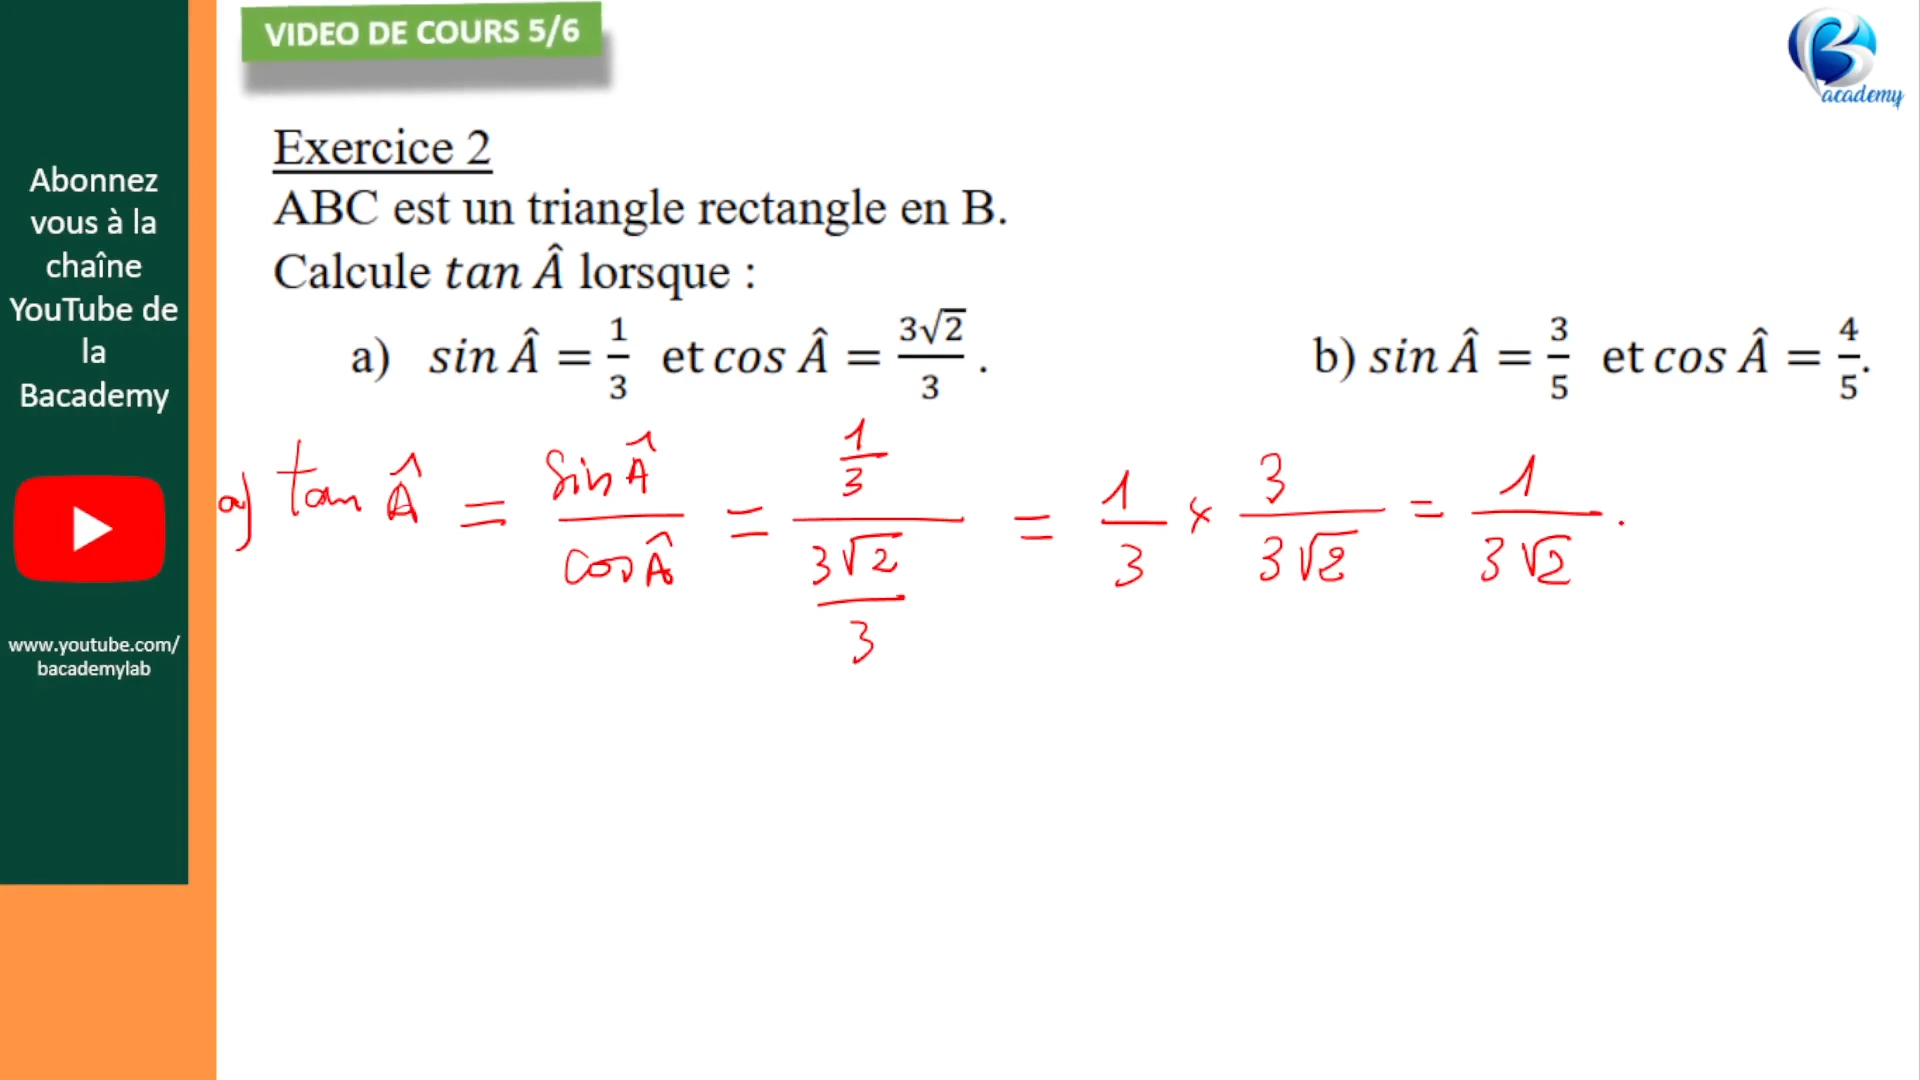 VIDEO DE COURS 5/6
academy
Abonnez
vous à la
chaîne
YouTube de
la
Bacademy
www.youtube.com/
bacademylab
Exercice 2
ABC est un triangle rectangle en B.
Calcule tan Â lorsque :
a) sin Â = 1/3 et cos Â = 3√2/3 .
b) sin Â = 3/5 et cos Â = 4/5.
a) tan Â = sin Â / cos Â = (1/3) / (3√2/3) = 1/3 × 3/3√2 = 1/3√2 .